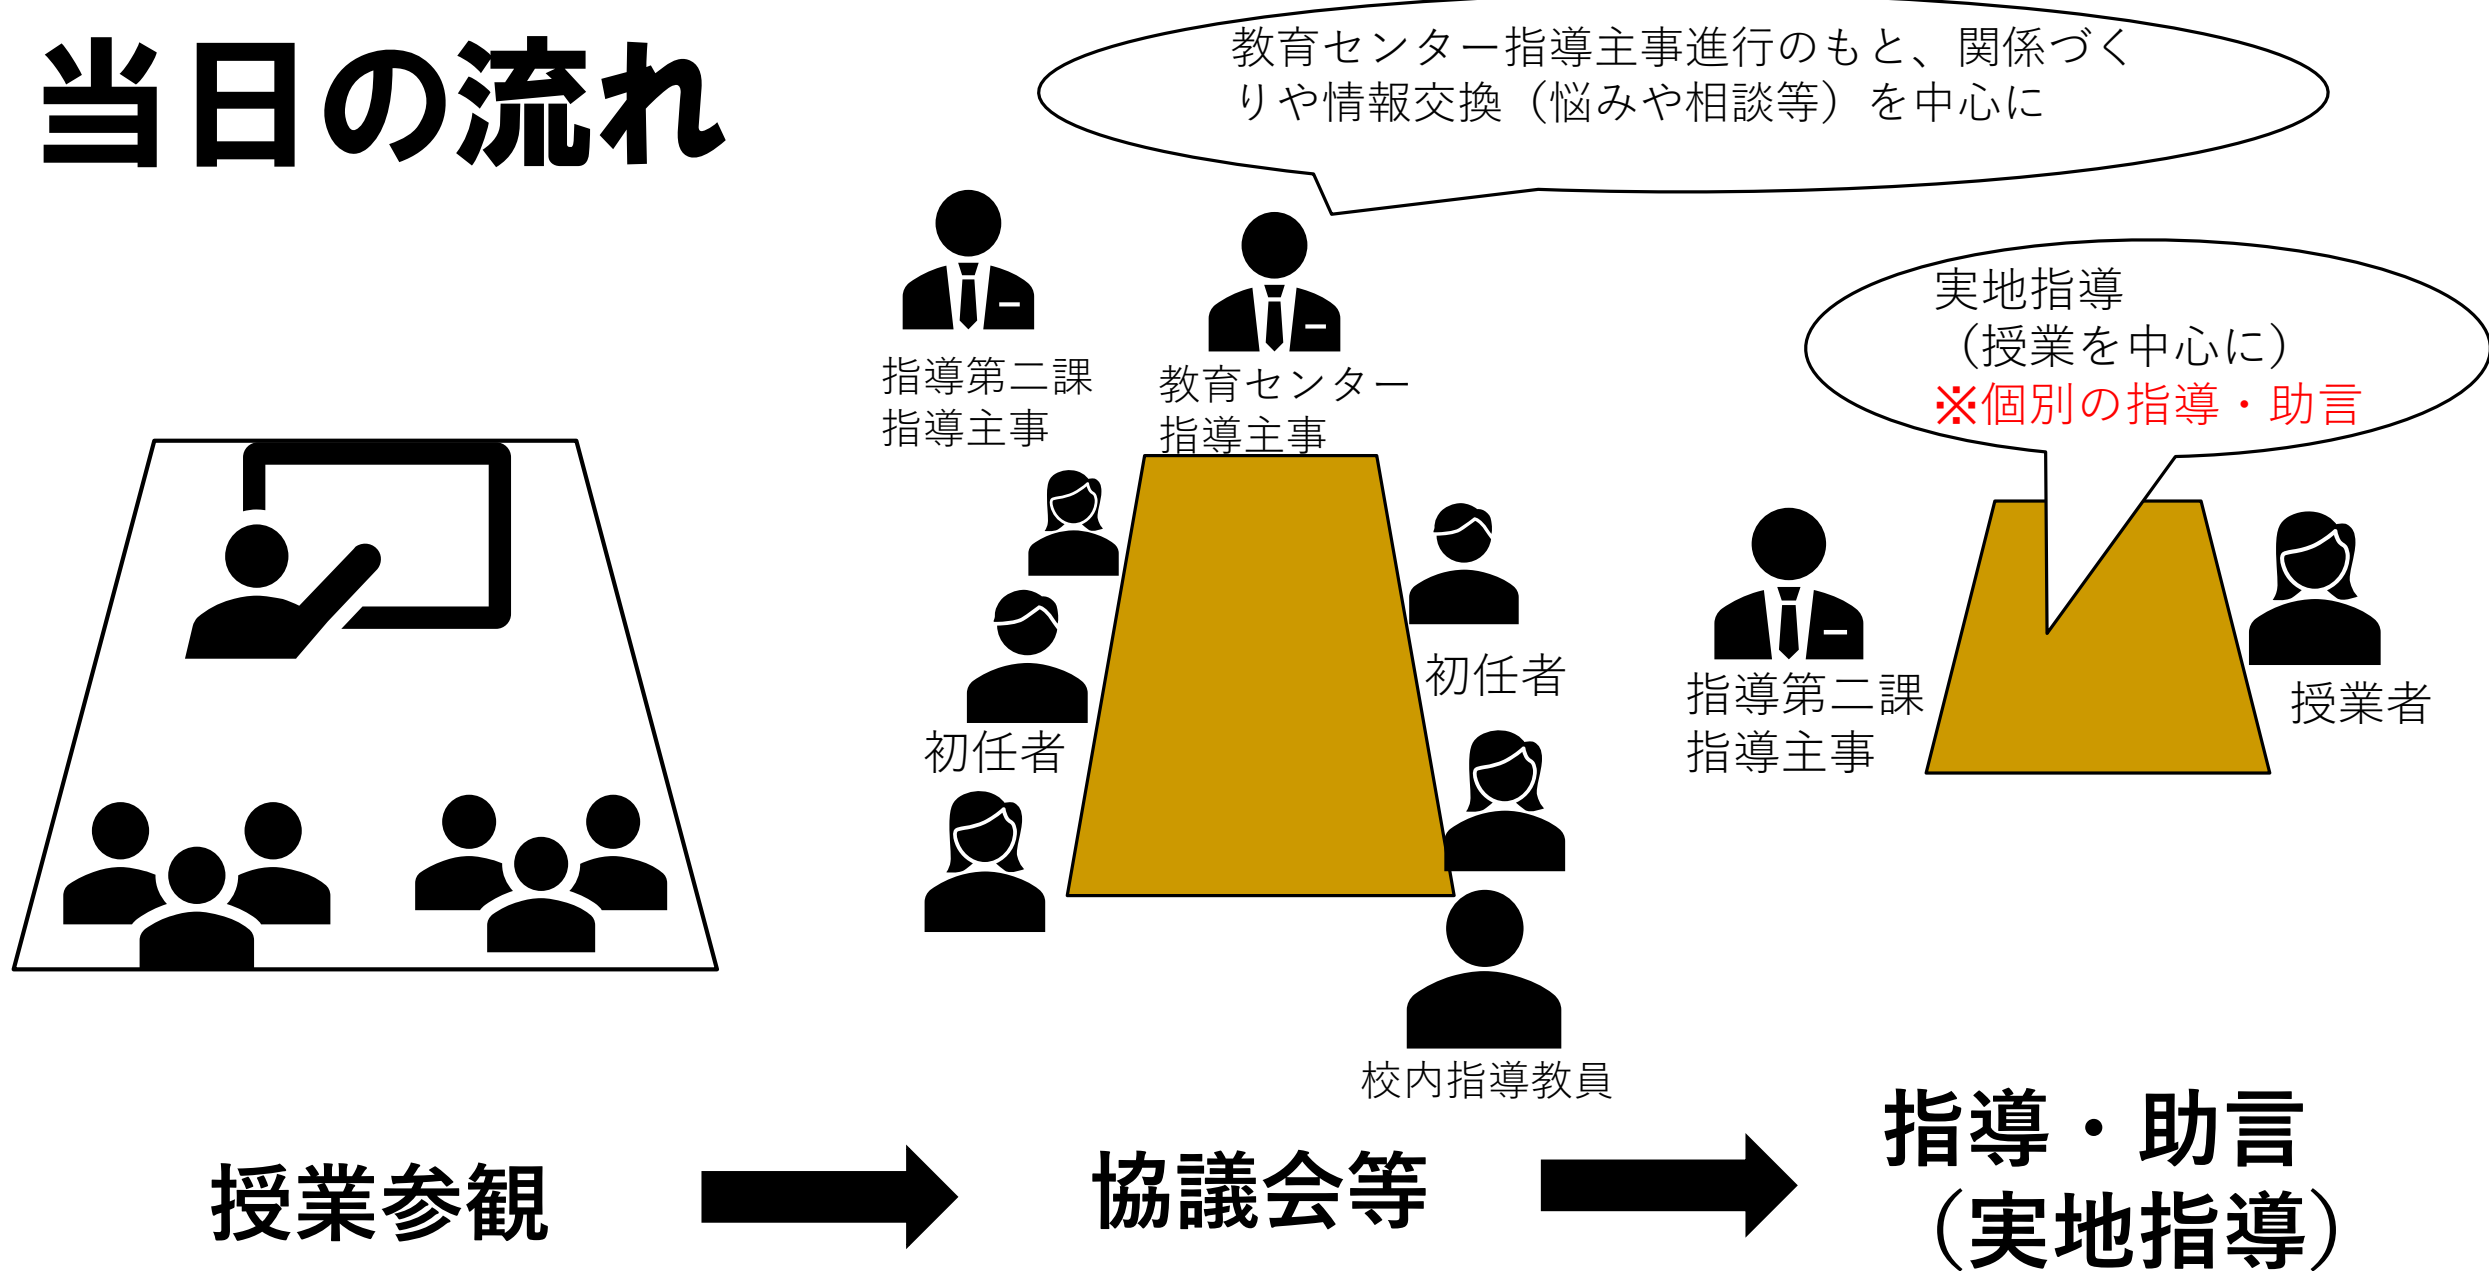 当日の流れ
教育センター指導主事進行のもと、関係づく
りや情報交換（悩みや相談等）を中心に
指導第二課
指導主事
教育センター
指導主事
実地指導
（授業を中心に）
※個別の指導・助言
初任者
初任者
指導第二課
指導主事
授業者
校内指導教員
授業参観
協議会等
指導・助言
（実地指導）